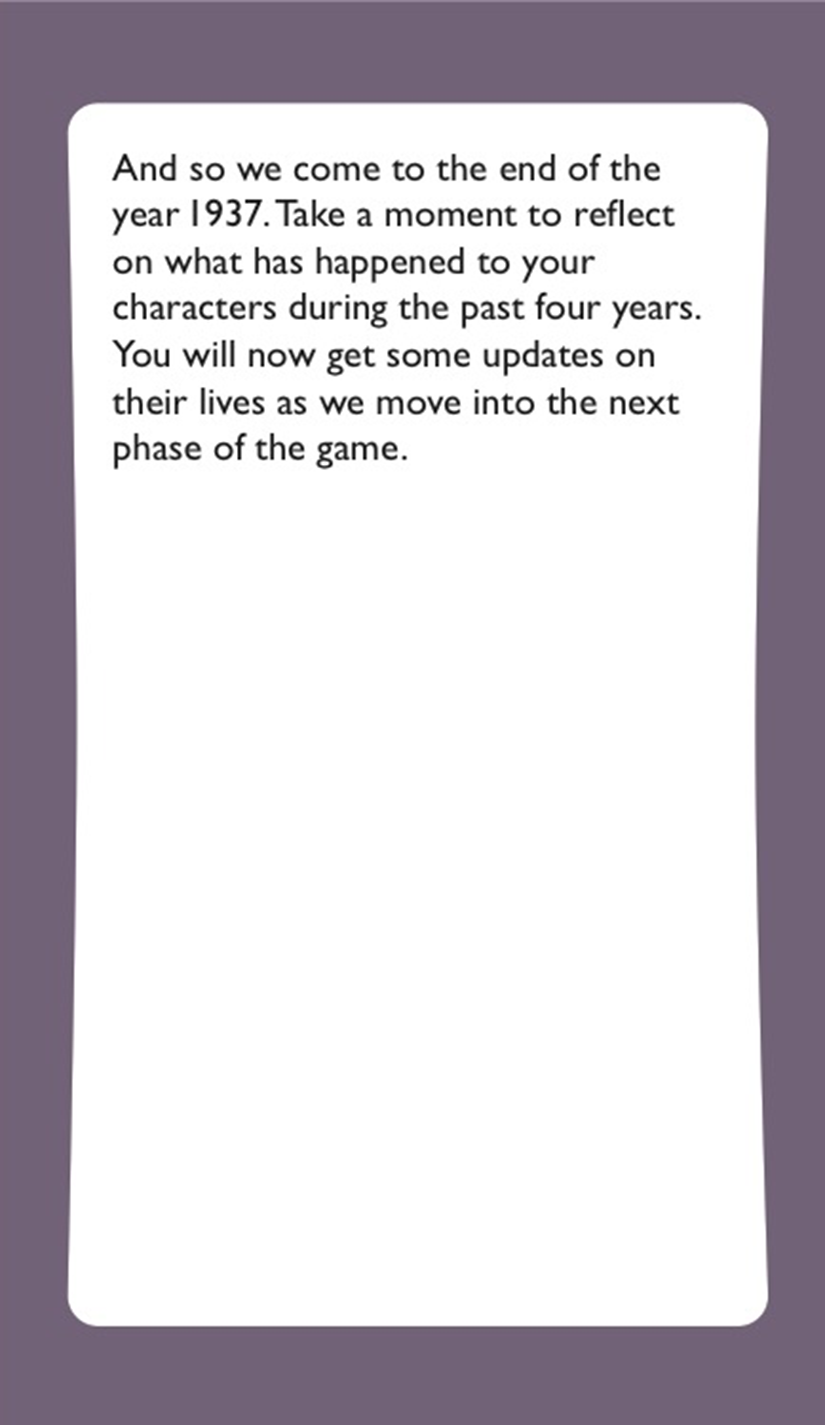 And so we come to the end of the
year 1937. Take a moment to reflect
on what has happened to your
characters during the past four years.
You will now get some updates on
their lives as we move into the next
phase of the game.